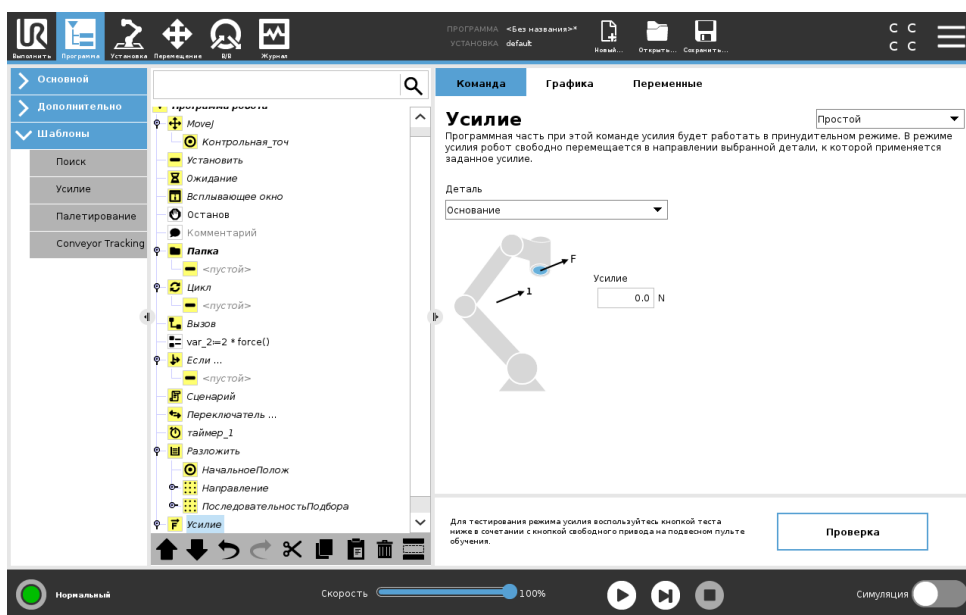 UR
Выполнить
Программа
Установка
Перемещение
В/В
Журнал
ПРОГРАММА <Без названия>*
УСТАНОВКА default
Новый...
Открыть...
Сохранить...
C C
C C
Основной
Дополнительно
Шаблоны
Поиск
Усилие
Палетирование
Conveyor Tracking
Программа робота
MoveJ
Контрольная_точ
Установить
Ожидание
Всплывающее окно
Останов
Комментарий
Папка
<пустой>
Цикл
<пустой>
Вызов
var_2≔2 * force()
Если ...
<пустой>
Сценарий
Переключатель ...
таймер_1
Разложить
НачальноеПолож
Направление
ПоследовательностьПодбора
Усилие
Команда
Графика
Переменные
Усилие
Простой
Программная часть при этой команде усилия будет работать в принудительном режиме. В режиме
усилия робот свободно перемещается в направлении выбранной детали, к которой применяется
заданное усилие.
Деталь
Основание
F
1
Усилие
0.0 N
Для тестирования режима усилия воспользуйтесь кнопкой теста
ниже в сочетании с кнопкой свободного привода на подвесном пульте
обучения.
Проверка
Нормальный
Скорость
100%
Симуляция